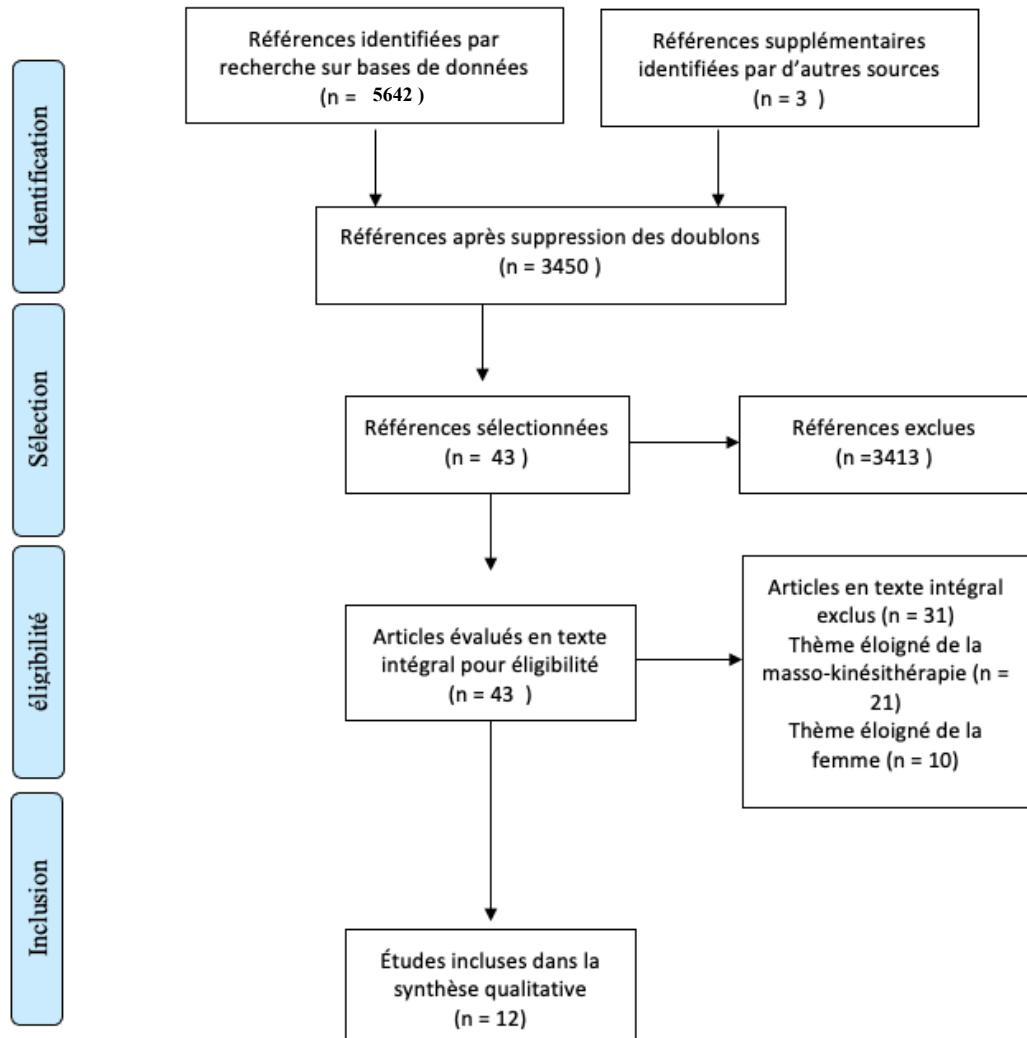 Références identifiées par
recherche sur bases de données
(n = 5642 )
Références supplémentaires
identifiées par d'autres sources
(n = 3 )
Identification
Références après suppression des doublons
(n = 3450 )
Sélection
Références sélectionnées
(n = 43 )
Références exclues
(n =3413 )
éligibilité
Articles évalués en texte
intégral pour éligibilité
(n = 43 )
Articles en texte intégral
exclus (n = 31)
Thème éloigné de la
masso-kinésithérapie (n =
21)
Thème éloigné de la
femme (n = 10)
Inclusion
Études incluses dans la
synthèse qualitative
(n = 12)